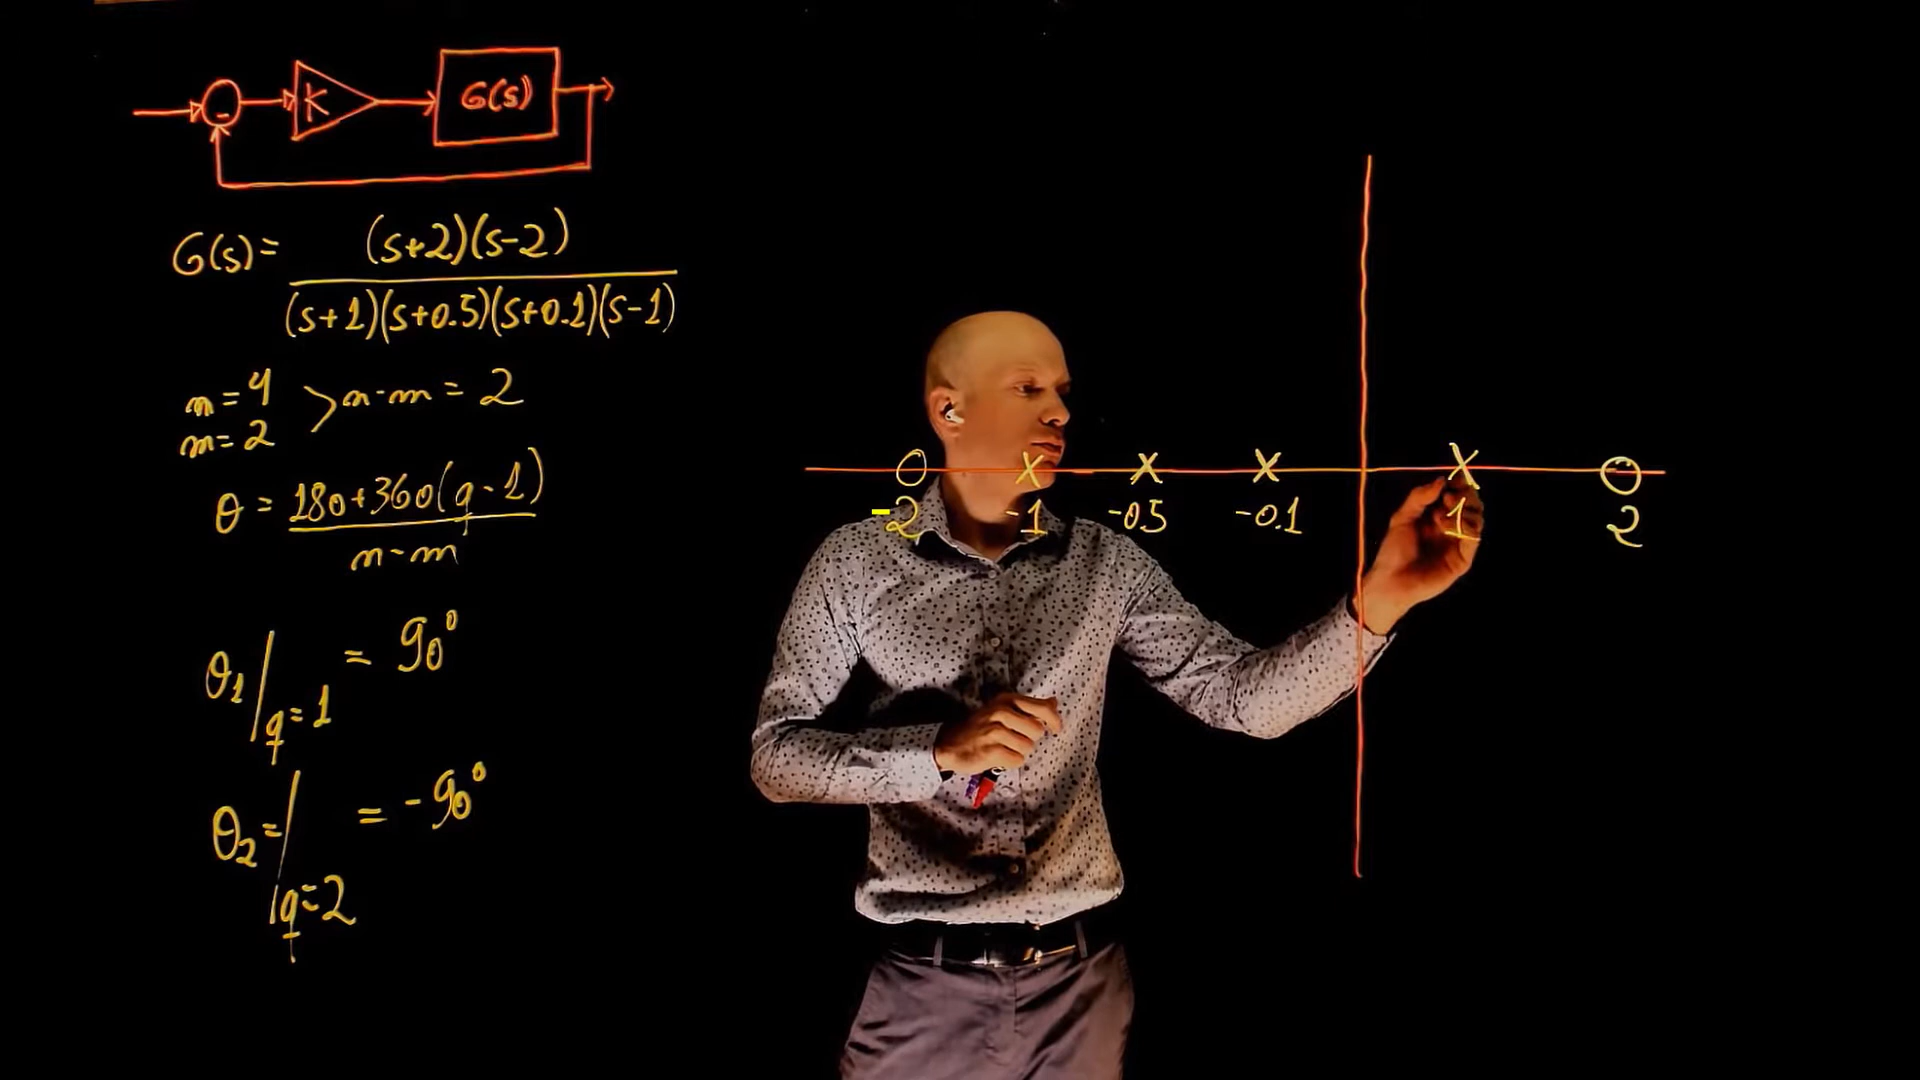 - K G(s)
G(s) = (s+2)(s-2)
(s+1)(s+0.5)(s+0.1)(s-1)
n = 4 > n-m = 2
m = 2
θ = 180+360(q-1)
n-m
θ1/q=1 = 90°
θ2=/q=2 = -90°
-2 -1 -0.5 -0.1 1 2